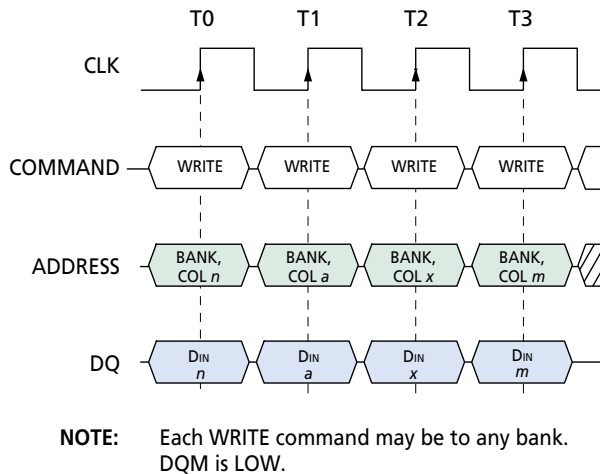 T0 T1 T2 T3
CLK
COMMAND WRITE WRITE WRITE WRITE
ADDRESS BANK, COL n BANK, COL a BANK, COL x BANK, COL m
DQ DIN n DIN a DIN x DIN m
NOTE: Each WRITE command may be to any bank.
DQM is LOW.